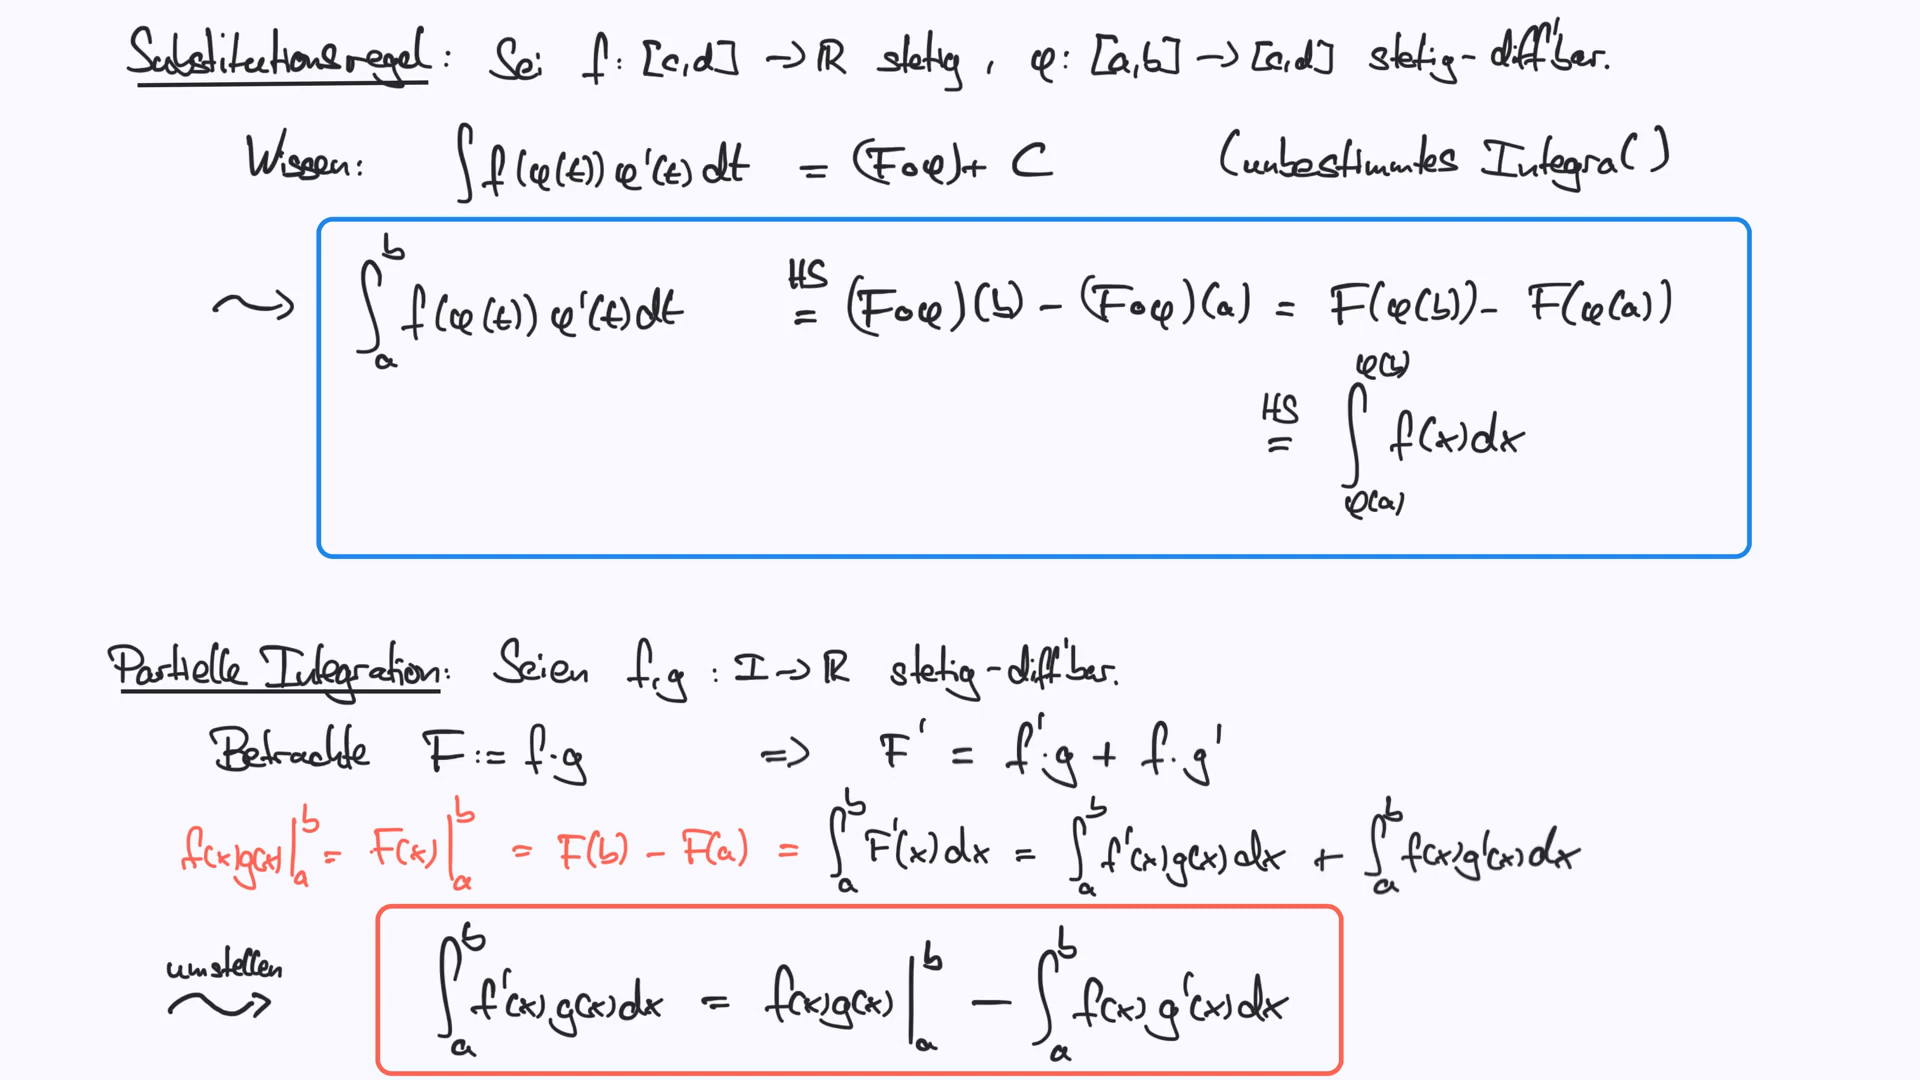 Substitutionsregel: Sei f: [c,d] → ℝ stetig, φ: [a,b] → [c,d] stetig-diff'bar.
Wissen: ∫ f(φ(t)) φ'(t) dt = (F∘φ) + C (unbestimmtes Integral)
⇝ ∫_a^b f(φ(t)) φ'(t) dt =^{HS} (F∘φ)(b) − (F∘φ)(a) = F(φ(b)) − F(φ(a))
=^{HS} ∫_{φ(a)}^{φ(b)} f(x) dx
Partielle Integration: Seien f,g : I → ℝ stetig-diff'bar.
Betrachte F := f·g ⇒ F' = f'·g + f·g'
f(x)g(x)|_a^b = F(x)|_a^b = F(b) − F(a) = ∫_a^b F'(x) dx = ∫_a^b f'(x) g(x) dx + ∫_a^b f(x) g'(x) dx
umstellen ⇝ ∫_a^b f'(x) g(x) dx = f(x)g(x)|_a^b − ∫_a^b f(x) g'(x) dx